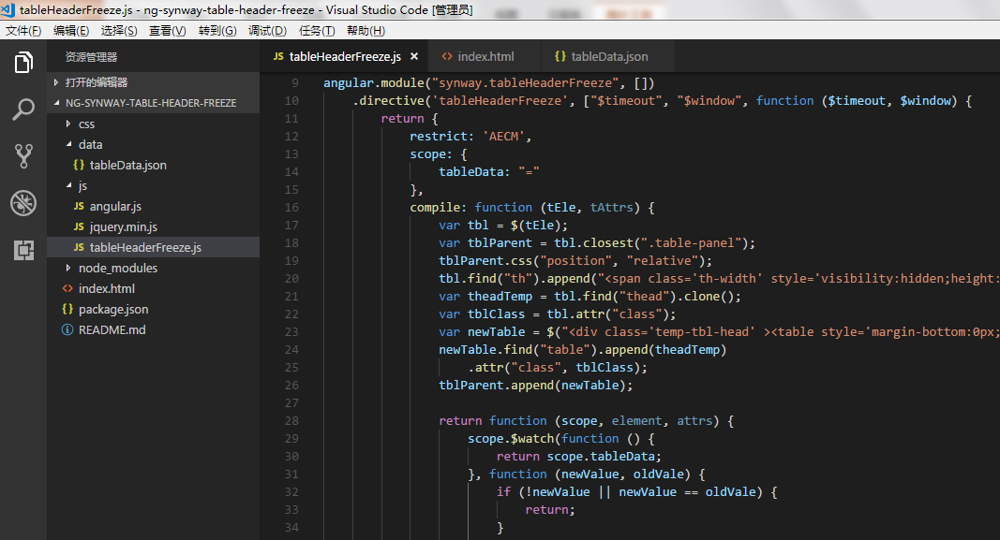 tableHeaderFreeze.js - ng-synway-table-header-freeze - Visual Studio Code [管理员]
文件(F) 编辑(E) 选择(S) 查看(V) 转到(G) 调试(D) 任务(T) 帮助(H)
资源管理器
打开的编辑器
NG-SYNWAY-TABLE-HEADER-FREEZE
css
data
{} tableData.json
js
JS angular.js
JS jquery.min.js
JS tableHeaderFreeze.js
node_modules
<> index.html
{} package.json
README.md
JS tableHeaderFreeze.js × <> index.html {} tableData.json
9 angular.module("synway.tableHeaderFreeze", [])
10 .directive('tableHeaderFreeze', ["$timeout", "$window", function ($timeout, $window) {
11 return {
12 restrict: 'AECM',
13 scope: {
14 tableData: "="
15 },
16 compile: function (tEle, tAttrs) {
17 var tbl = $(tEle);
18 var tblParent = tbl.closest(".table-panel");
19 tblParent.css("position", "relative");
20 tbl.find("th").append("<span class='th-width' style='visibility:hidden;height:
21 var theadTemp = tbl.find("thead").clone();
22 var tblClass = tbl.attr("class");
23 var newTable = $("<div class='temp-tbl-head' ><table style='margin-bottom:0px;
24 newTable.find("table").append(theadTemp)
25 .attr("class", tblClass);
26 tblParent.append(newTable);
27
28 return function (scope, element, attrs) {
29 scope.$watch(function () {
30 return scope.tableData;
31 }, function (newValue, oldVale) {
32 if (!newValue || newValue == oldVale) {
33 return;
34 }